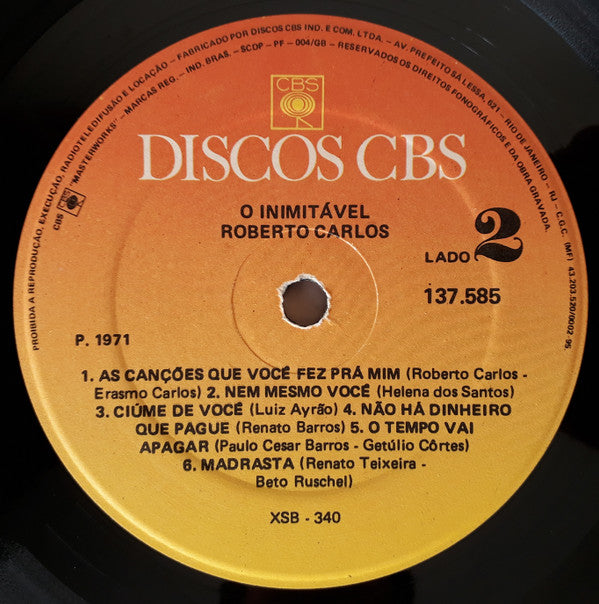 PROIBIDA A REPRODUÇÃO, EXECUÇÃO, RADIOTELEDIFUSÃO E LOCAÇÃO - FABRICADO POR DISCOS CBS IND. E COM. LTDA. - AV. PREFEITO SÁ LESSA, 621 - RIO DE JANEIRO - RJ - C.G.C. (MF) 43.203.520/0002 95
CBS "MASTERWORKS" - MARCAS REG. - IND. BRAS. - SCDP - PF - 004/GB - RESERVADOS OS DIREITOS FONOGRÁFICOS E DA OBRA GRAVADA.
CBS
DISCOS CBS
O INIMITÁVEL
ROBERTO CARLOS
LADO 2
137.585
P. 1971
1. AS CANÇÕES QUE VOCÊ FEZ PRÁ MIM (Roberto Carlos -
Erasmo Carlos) 2. NEM MESMO VOCÊ (Helena dos Santos)
3. CIÚME DE VOCÊ (Luiz Ayrão) 4. NÃO HÁ DINHEIRO
QUE PAGUE (Renato Barros) 5. O TEMPO VAI
APAGAR (Paulo Cesar Barros - Getúlio Côrtes)
6. MADRASTA (Renato Teixeira -
Beto Ruschel)
XSB - 340